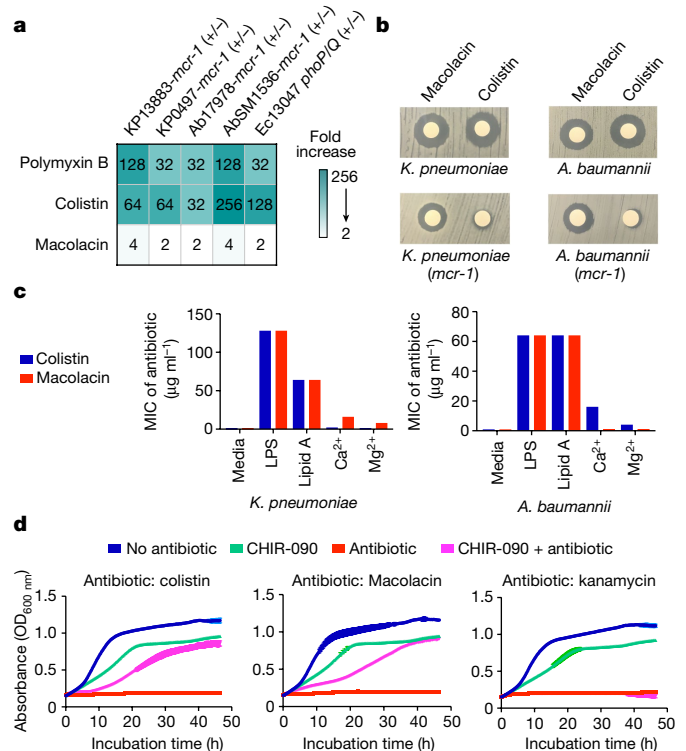 a
KP13883-mcr-1 (+/–)
KP0497-mcr-1 (+/–)
Ab17978-mcr-1 (+/–)
AbSM1536-mcr-1 (+/–)
Ec13047 phoP/Q (+/–)
Polymyxin B 128 32 32 128 32
Colistin 64 64 32 256 128
Macolacin 4 2 2 4 2
Fold
increase
256
2
b
Macolacin
Colistin
Macolacin
Colistin
K. pneumoniae
A. baumannii
K. pneumoniae
(mcr-1)
A. baumannii
(mcr-1)
c
Colistin
Macolacin
MIC of antibiotic
(µg ml–1)
150
100
50
0
Media
LPS
Lipid A
Ca2+
Mg2+
K. pneumoniae
MIC of antibiotic
(µg ml–1)
80
60
40
20
0
Media
LPS
Lipid A
Ca2+
Mg2+
A. baumannii
d
No antibiotic
CHIR-090
Antibiotic
CHIR-090 + antibiotic
Absorbance (OD600 nm)
Antibiotic: colistin
1.5
1.0
0.5
0
0 10 20 30 40 50
Incubation time (h)
Antibiotic: Macolacin
1.5
1.0
0.5
0
0 10 20 30 40 50
Incubation time (h)
Antibiotic: kanamycin
1.5
1.0
0.5
0
0 10 20 30 40 50
Incubation time (h)